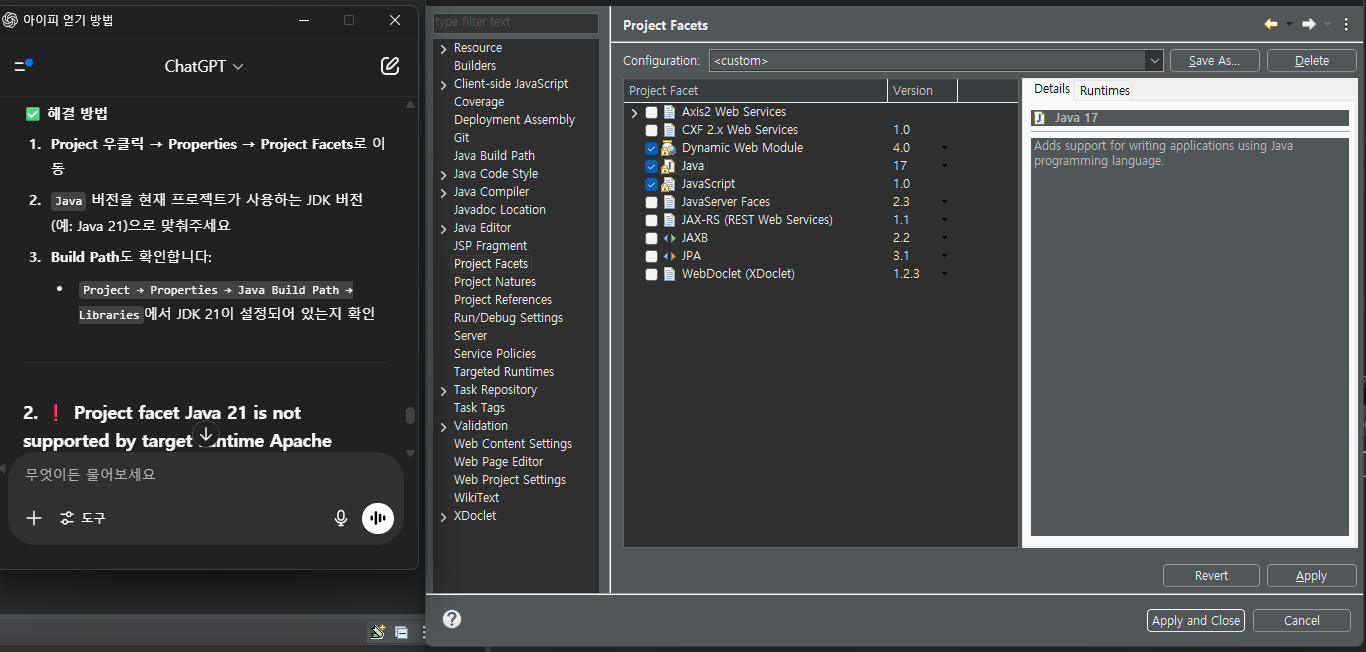 아이피 얻기 방법
ChatGPT
해결 방법
1. Project 우클릭 → Properties → Project Facets로 이
동
2. Java 버전을 현재 프로젝트가 사용하는 JDK 버전
(예: Java 21)으로 맞춰주세요
3. Build Path도 확인합니다:
• Project → Properties → Java Build Path →
Libraries에서 JDK 21이 설정되어 있는지 확인
2. ❗ Project facet Java 21 is not
supported by target runtime Apache
무엇이든 물어보세요
도구
type filter text
Resource
Builders
Client-side JavaScript
Coverage
Deployment Assembly
Git
Java Build Path
Java Code Style
Java Compiler
Javadoc Location
Java Editor
JSP Fragment
Project Facets
Project Natures
Project References
Run/Debug Settings
Server
Service Policies
Targeted Runtimes
Task Repository
Task Tags
Validation
Web Content Settings
Web Page Editor
Web Project Settings
WikiText
XDoclet
Project Facets
Configuration: <custom> Save As... Delete
Project Facet Version
Axis2 Web Services
CXF 2.x Web Services 1.0
Dynamic Web Module 4.0
Java 17
JavaScript 1.0
JavaServer Faces 2.3
JAX-RS (REST Web Services) 1.1
JAXB 2.2
JPA 3.1
WebDoclet (XDoclet) 1.2.3
Details Runtimes
Java 17
Adds support for writing applications using Java
programming language.
Revert Apply
Apply and Close Cancel